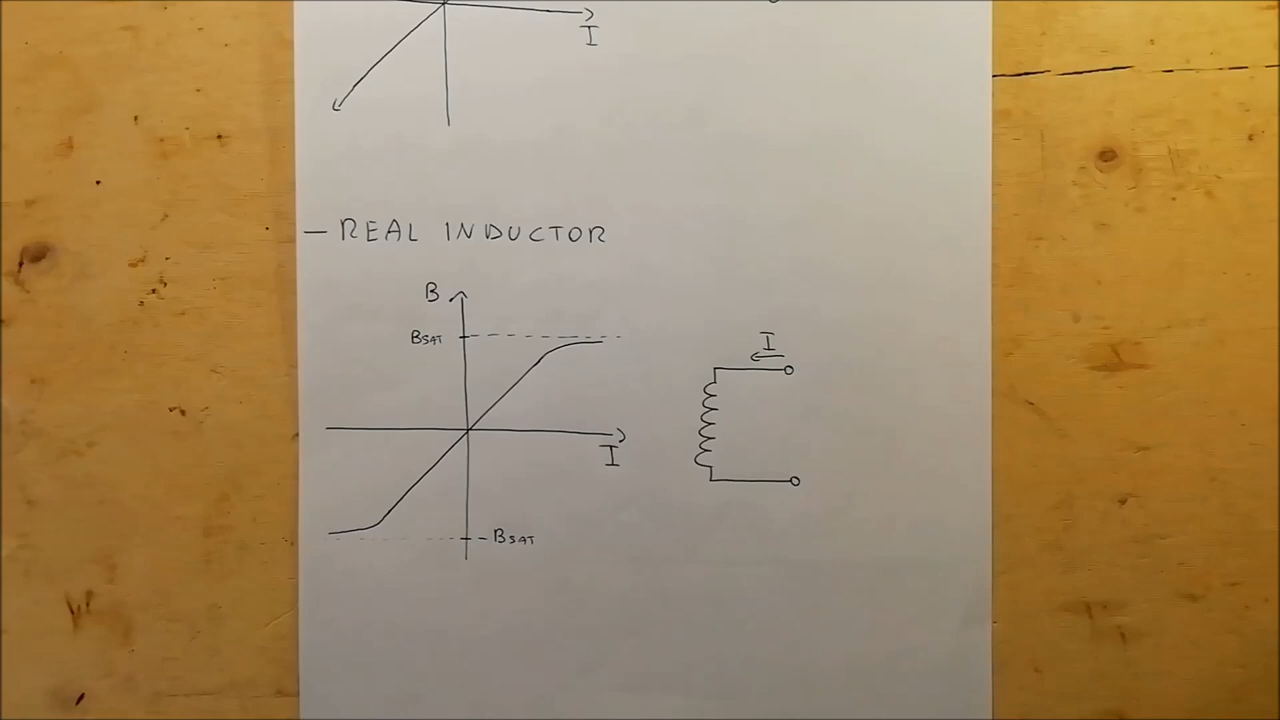 I
— REAL INDUCTOR
B
BSAT
I
I
-BSAT